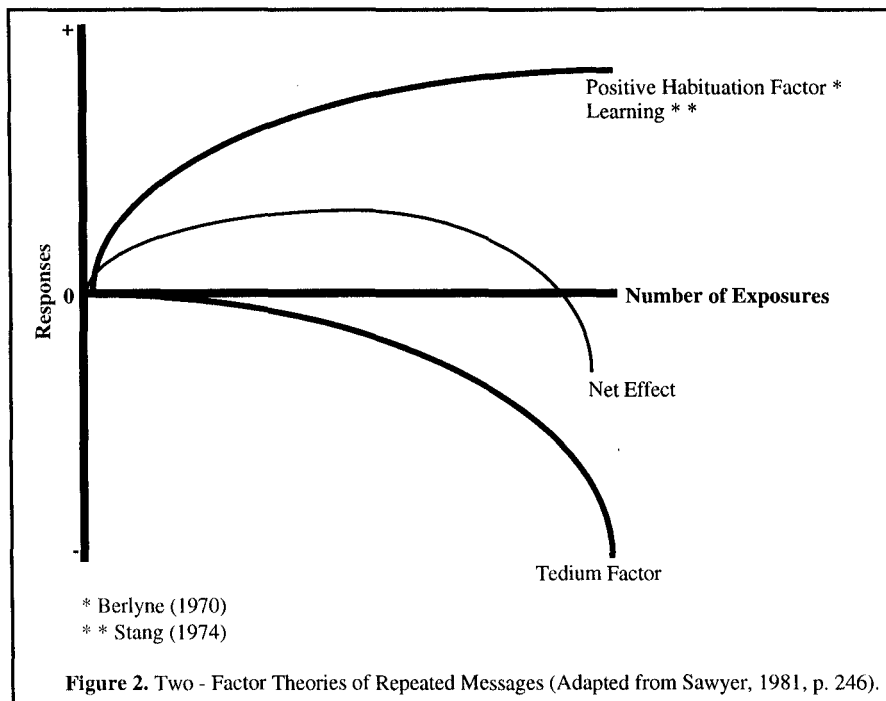 +
Positive Habituation Factor *
Learning * *
Responses
0
Number of Exposures
Net Effect
-
Tedium Factor
* Berlyne (1970)
* * Stang (1974)
Figure 2. Two - Factor Theories of Repeated Messages (Adapted from Sawyer, 1981, p. 246).